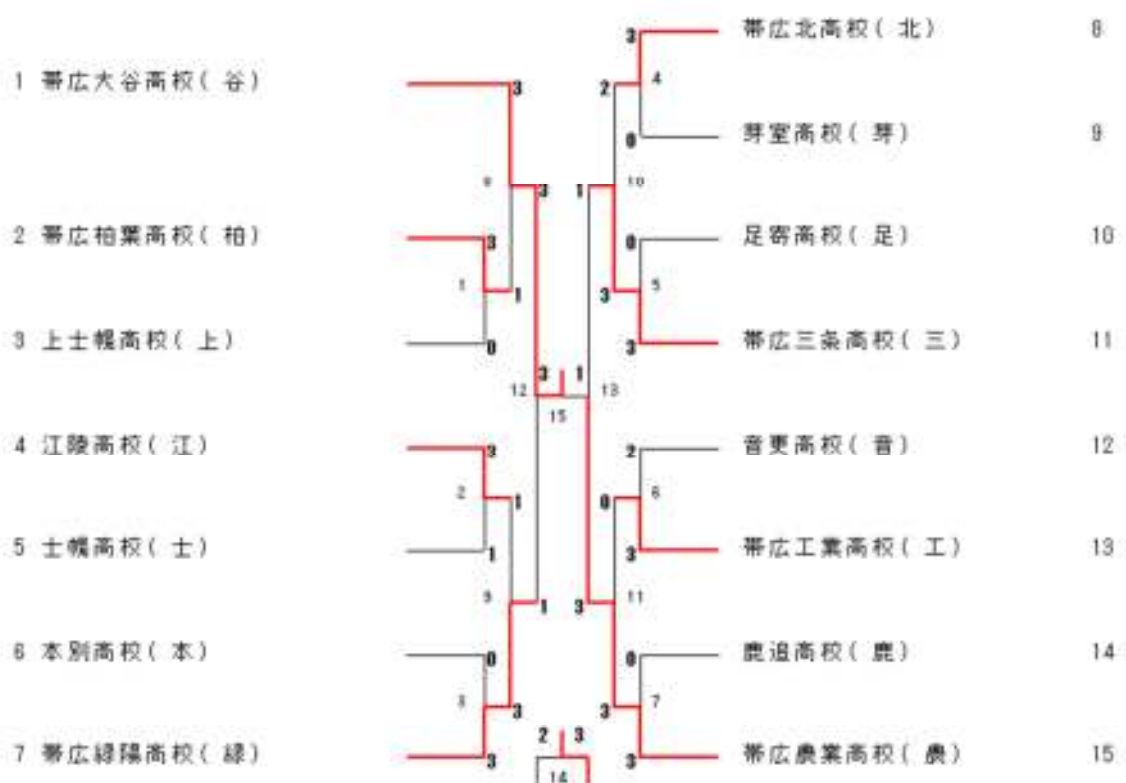 1 帯広大谷高校( 谷)
2 帯広柏葉高校( 柏)
3 上士幌高校( 上)
4 江陵高校( 江)
5 士幌高校( 士)
6 本別高校( 本)
7 帯広緑陽高校( 緑)
3
8
3
1
3
1
0
3
2
1
1
9
0
3
3
3
3 1
12 3 1 13
15
1 3
2 3
14
3
2 4
0
10
0
3 5
3
2
0 6
3
11
0
3 7
3
帯広北高校( 北) 8
芽室高校( 芽) 9
足寄高校( 足) 10
帯広三条高校( 三) 11
音更高校( 音) 12
帯広工業高校( 工) 13
鹿追高校( 鹿) 14
帯広農業高校( 農) 15